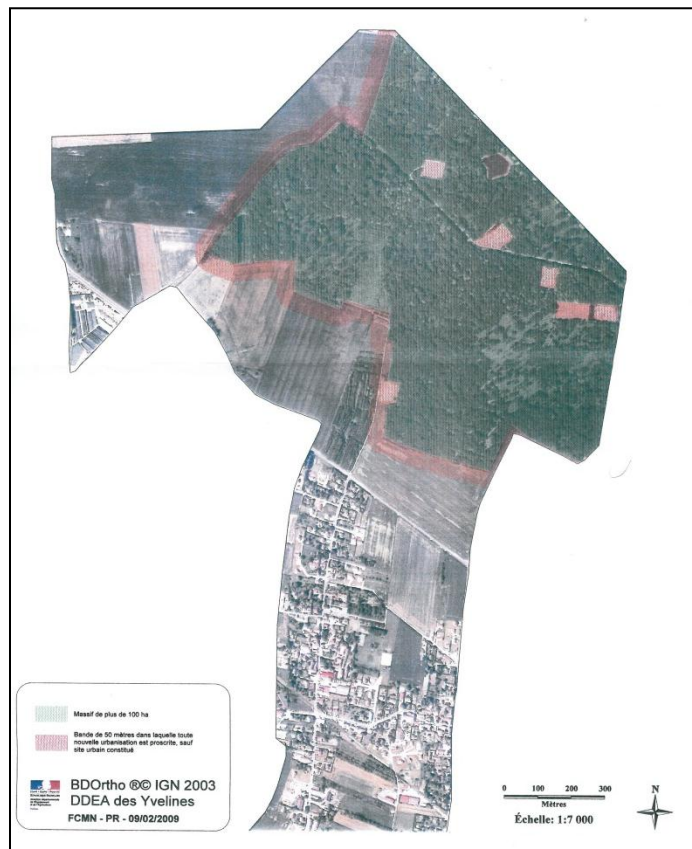 Massif de plus de 100 ha
Bande de 50 mètres dans laquelle toute
nouvelle urbanisation est proscrite, sauf
site urbain constitué
BDOrtho ®© IGN 2003
DDEA des Yvelines
FCMN - PR - 09/02/2009
0 100 200 300
Mètres
Échelle: 1:7 000
N